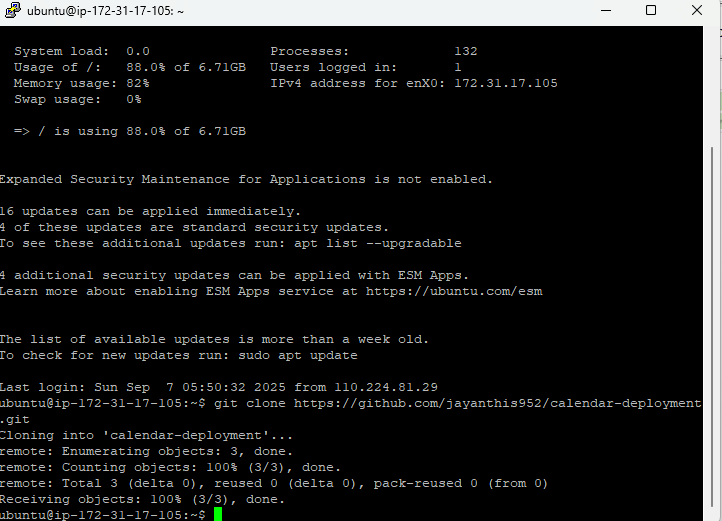 ubuntu@ip-172-31-17-105: ~
System load: 0.0 Processes: 132
Usage of /: 88.0% of 6.71GB Users logged in: 1
Memory usage: 82% IPv4 address for enX0: 172.31.17.105
Swap usage: 0%
=> / is using 88.0% of 6.71GB
Expanded Security Maintenance for Applications is not enabled.
16 updates can be applied immediately.
4 of these updates are standard security updates.
To see these additional updates run: apt list --upgradable
4 additional security updates can be applied with ESM Apps.
Learn more about enabling ESM Apps service at https://ubuntu.com/esm
The list of available updates is more than a week old.
To check for new updates run: sudo apt update
Last login: Sun Sep  7 05:50:32 2025 from 110.224.81.29
ubuntu@ip-172-31-17-105:~$ git clone https://github.com/jayanthis952/calendar-deployment
.git
Cloning into 'calendar-deployment'...
remote: Enumerating objects: 3, done.
remote: Counting objects: 100% (3/3), done.
remote: Total 3 (delta 0), reused 0 (delta 0), pack-reused 0 (from 0)
Receiving objects: 100% (3/3), done.
ubuntu@ip-172-31-17-105:~$